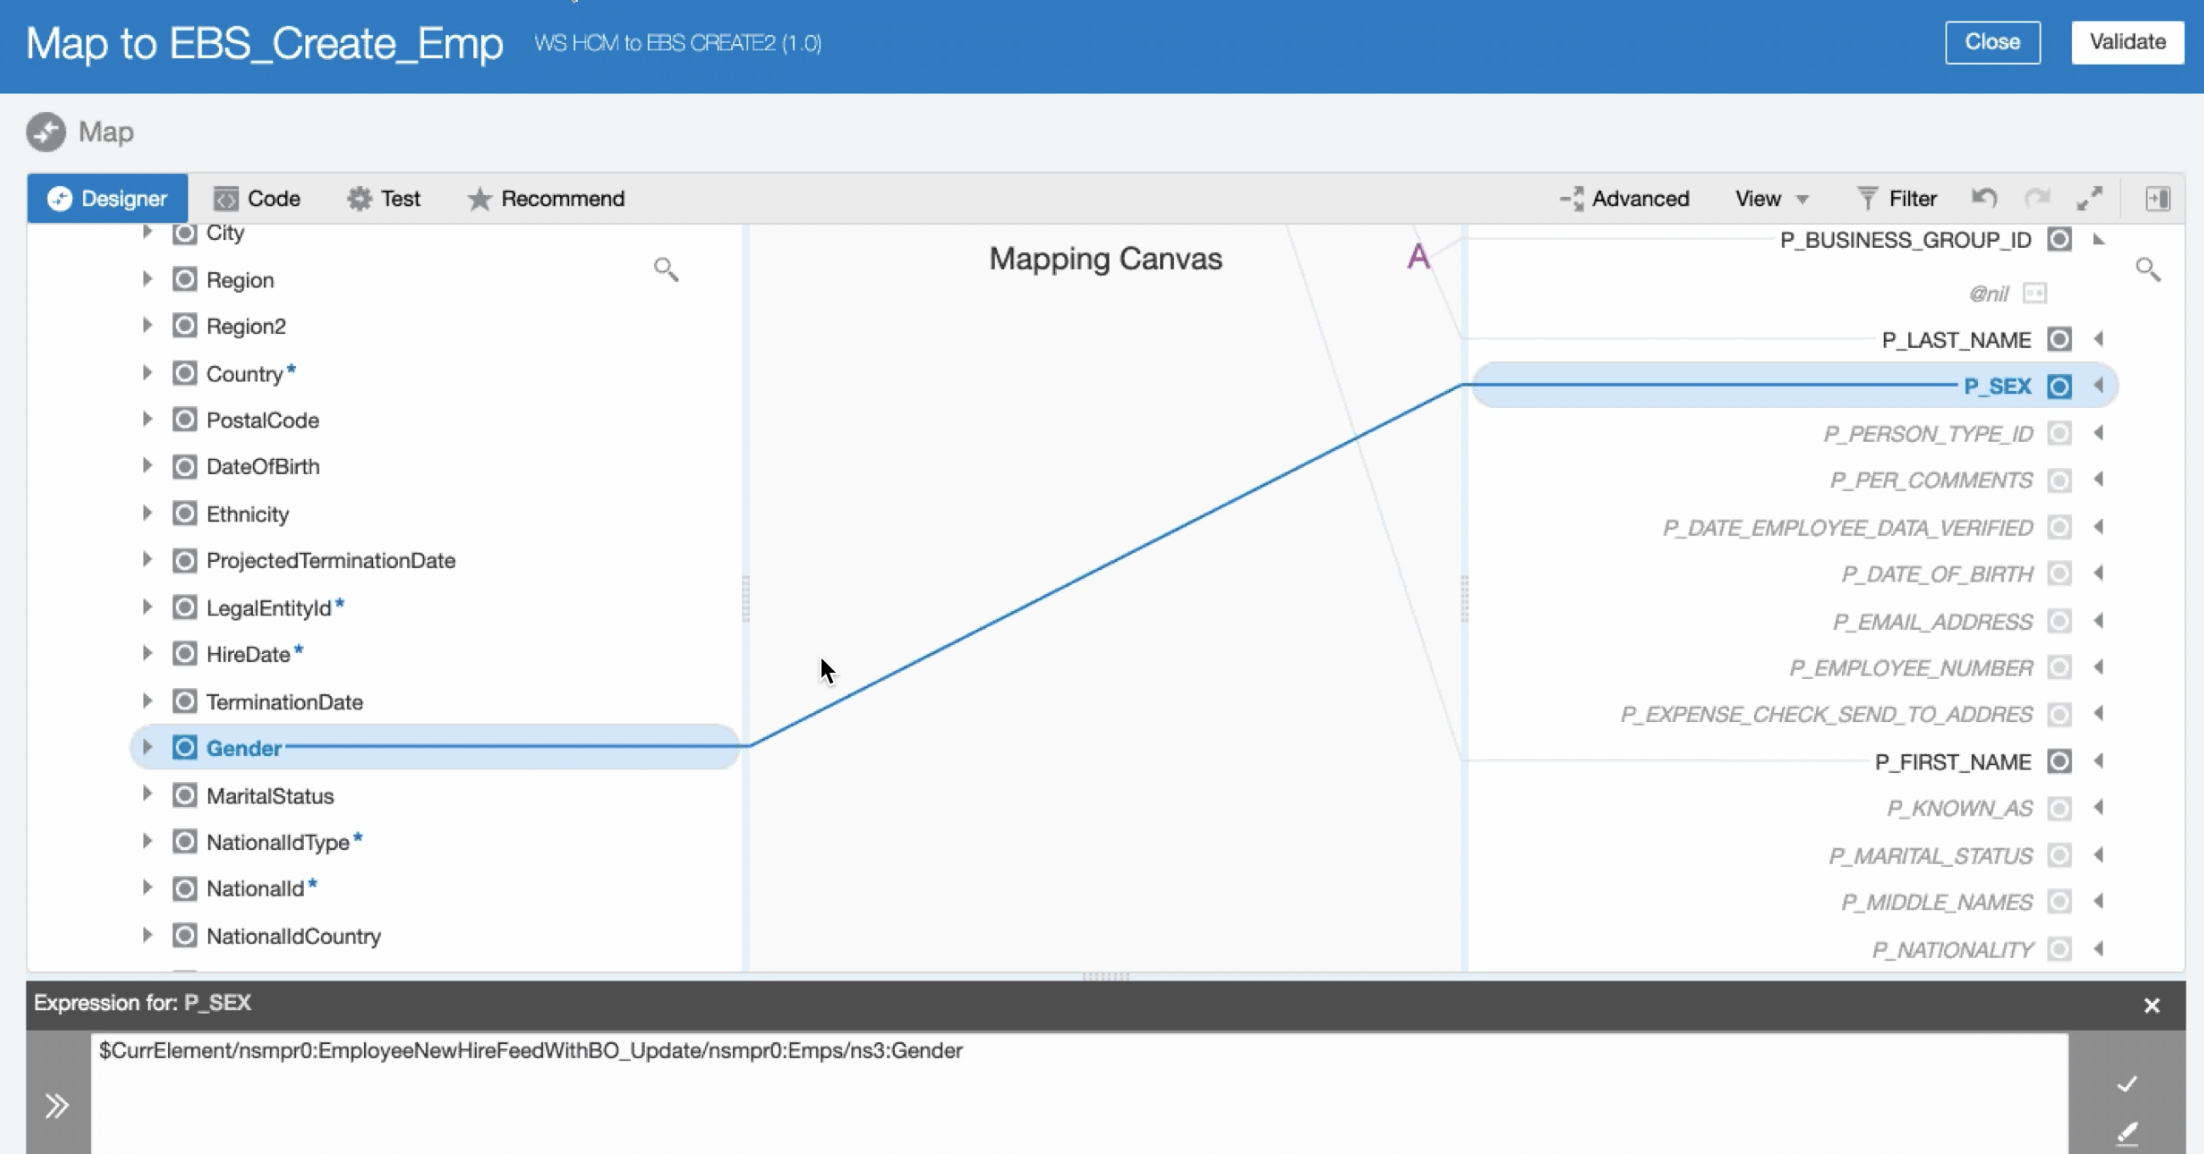 Map to EBS_Create_Emp WS HCM to EBS CREATE2 (1.0) Close Validate
Map
Designer Code Test Recommend Advanced View Filter
City
Region
Region2
Country*
PostalCode
DateOfBirth
Ethnicity
ProjectedTerminationDate
LegalEntityId*
HireDate*
TerminationDate
Gender
MaritalStatus
NationalIdType*
NationalId*
NationalIdCountry
Mapping Canvas
A
P_BUSINESS_GROUP_ID
@nil
P_LAST_NAME
P_SEX
P_PERSON_TYPE_ID
P_PER_COMMENTS
P_DATE_EMPLOYEE_DATA_VERIFIED
P_DATE_OF_BIRTH
P_EMAIL_ADDRESS
P_EMPLOYEE_NUMBER
P_EXPENSE_CHECK_SEND_TO_ADDRES
P_FIRST_NAME
P_KNOWN_AS
P_MARITAL_STATUS
P_MIDDLE_NAMES
P_NATIONALITY
Expression for: P_SEX
$CurrElement/nsmpr0:EmployeeNewHireFeedWithBO_Update/nsmpr0:Emps/ns3:Gender